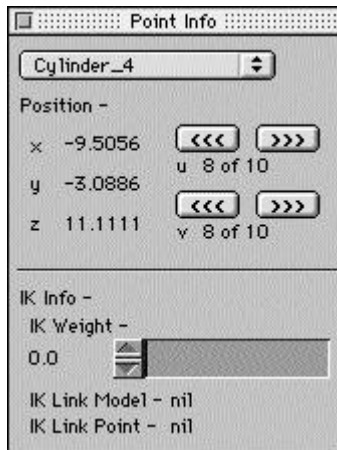 Point Info
Cylinder_4
Position -
x -9.5056 <<< >>>
u 8 of 10
y -3.0886
z 11.1111 <<< >>>
v 8 of 10
IK Info -
IK Weight -
0.0
IK Link Model - nil
IK Link Point - nil